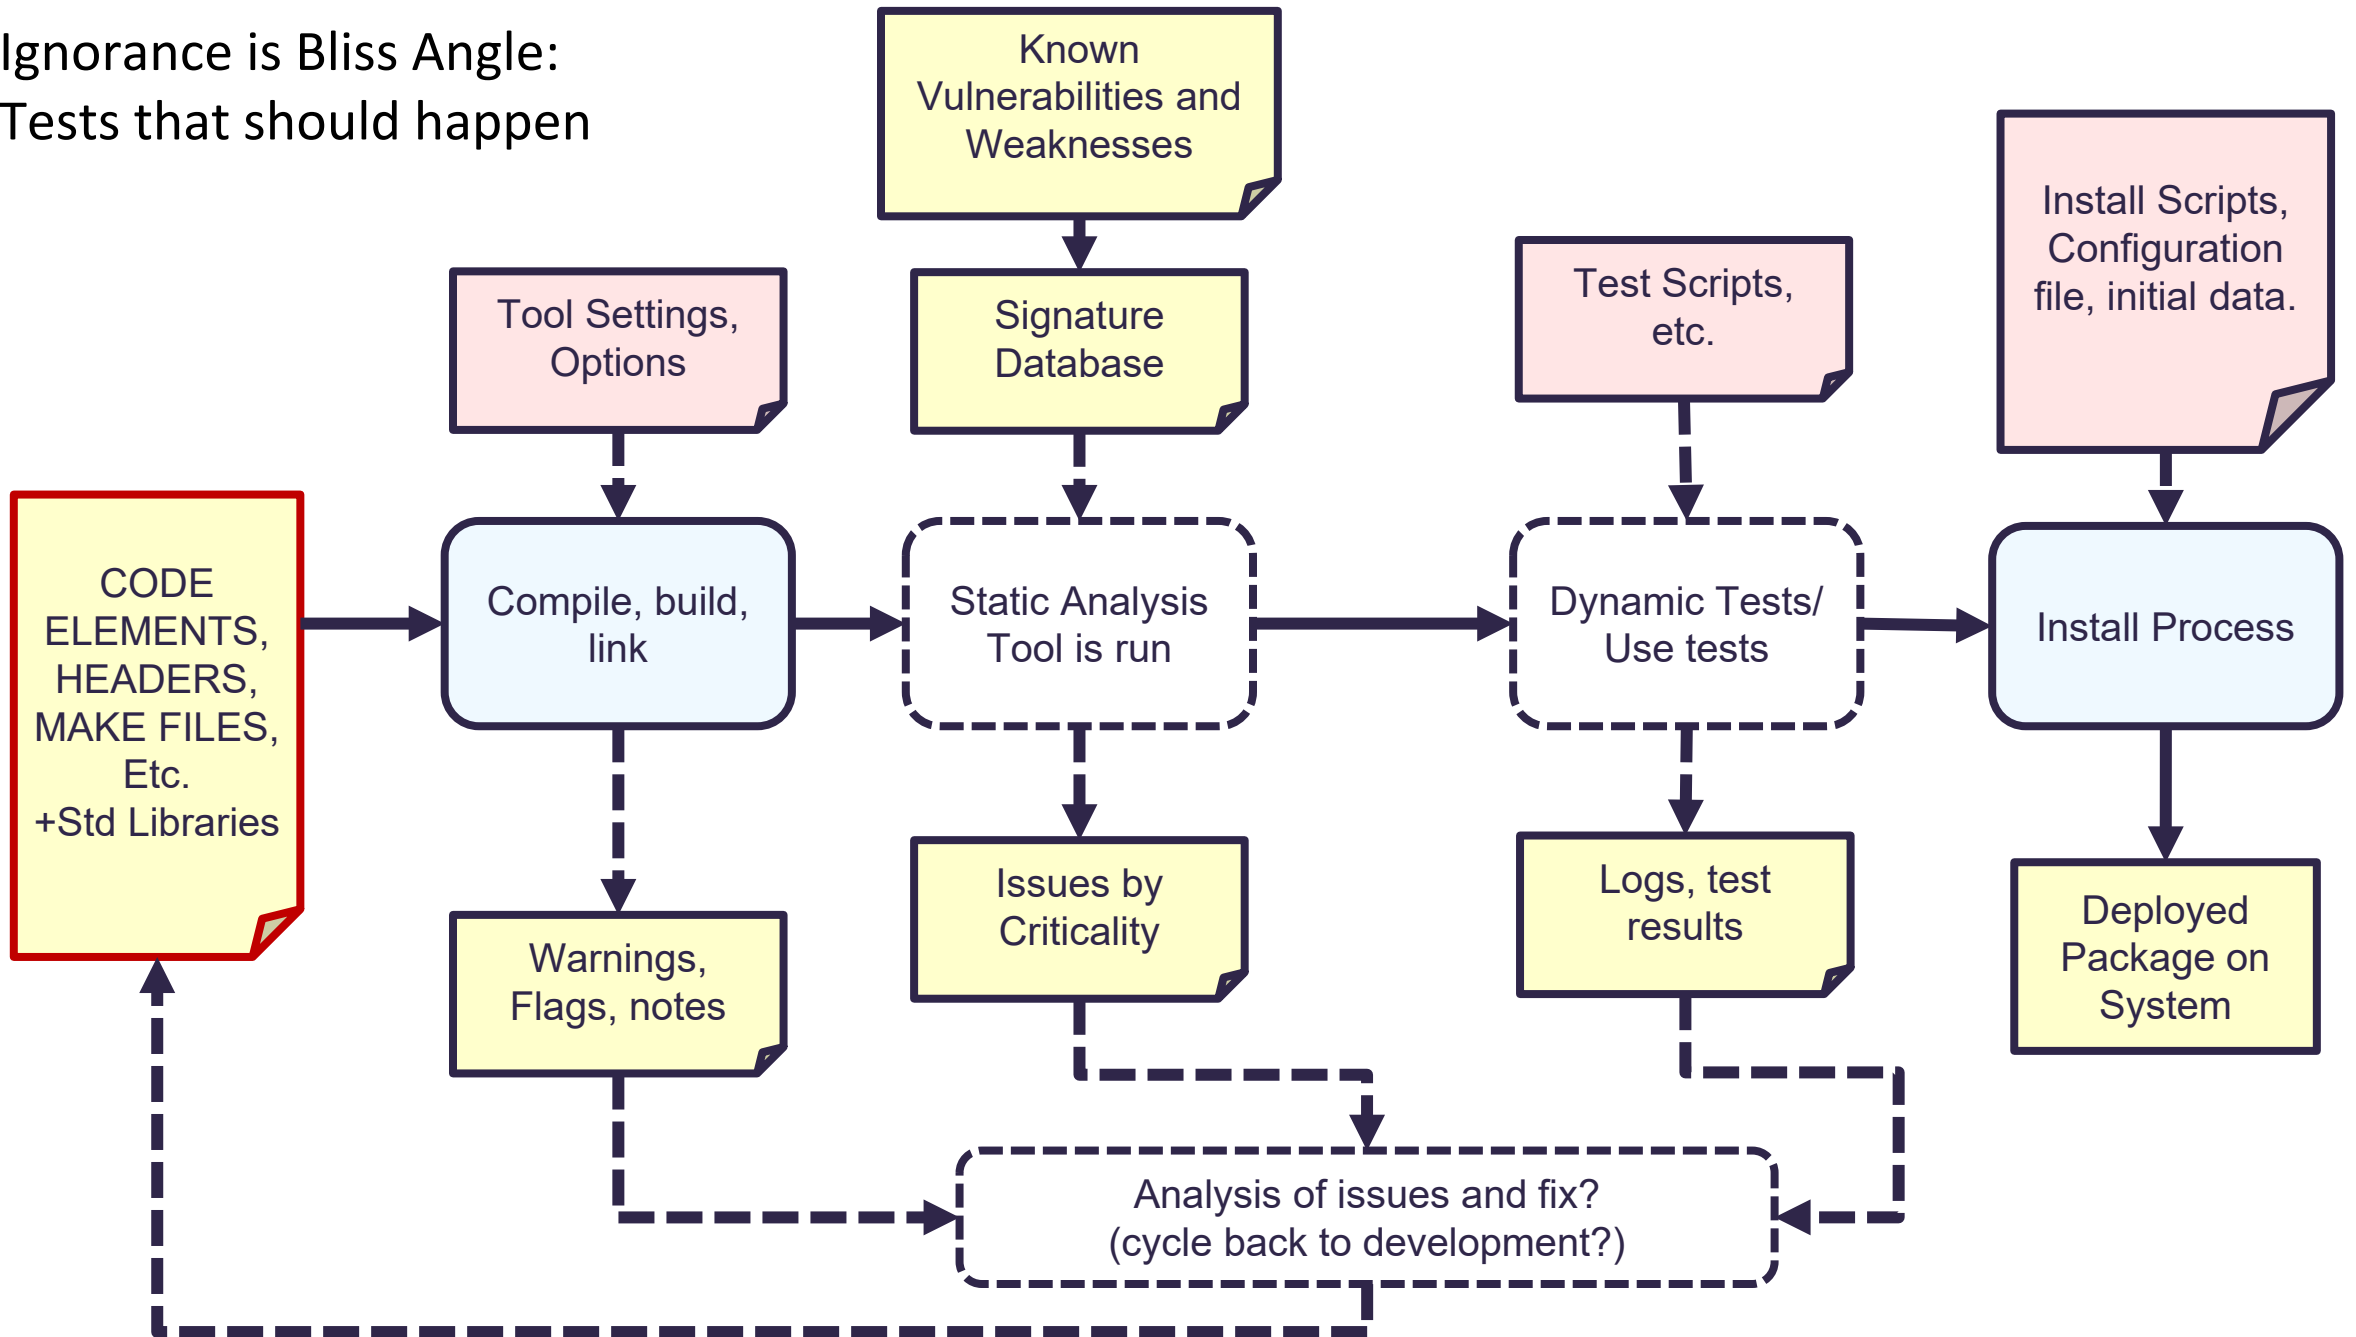 Ignorance is Bliss Angle:
Tests that should happen
Known
Vulnerabilities and
Weaknesses
Install Scripts,
Configuration
file, initial data.
Tool Settings,
Options
Signature
Database
Test Scripts,
etc.
CODE
ELEMENTS,
HEADERS,
MAKE FILES,
Etc.
+Std Libraries
Compile, build,
link
Static Analysis
Tool is run
Dynamic Tests/
Use tests
Install Process
Warnings,
Flags, notes
Issues by
Criticality
Logs, test
results
Deployed
Package on
System
Analysis of issues and fix?
(cycle back to development?)